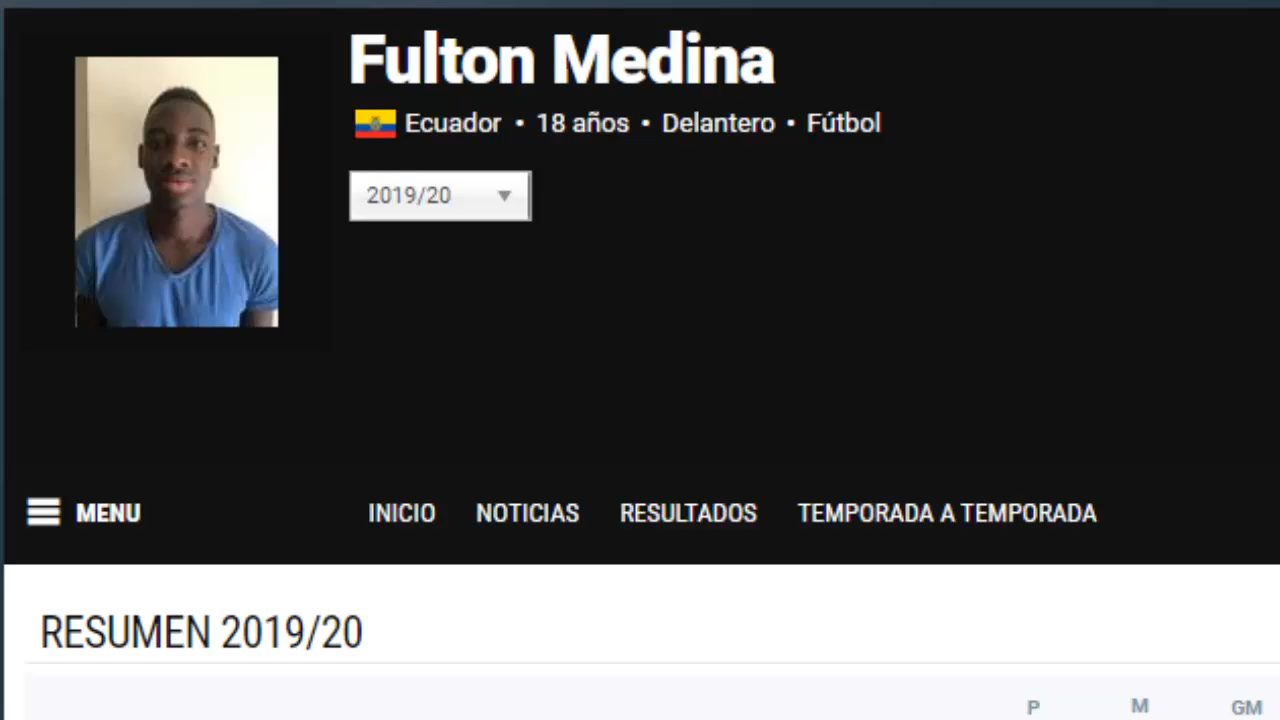 Fulton Medina
Ecuador • 18 años • Delantero • Fútbol
2019/20
MENU INICIO NOTICIAS RESULTADOS TEMPORADA A TEMPORADA
RESUMEN 2019/20
P M GM